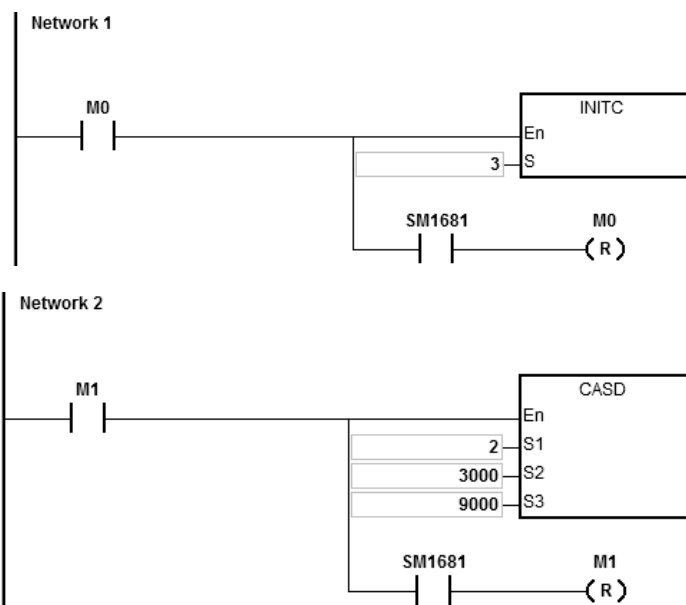 Network 1
M0
INITC
En
3 S
SM1681 M0
( R )
Network 2
M1
CASD
En
2 S1
3000 S2
9000 S3
SM1681 M1
( R )